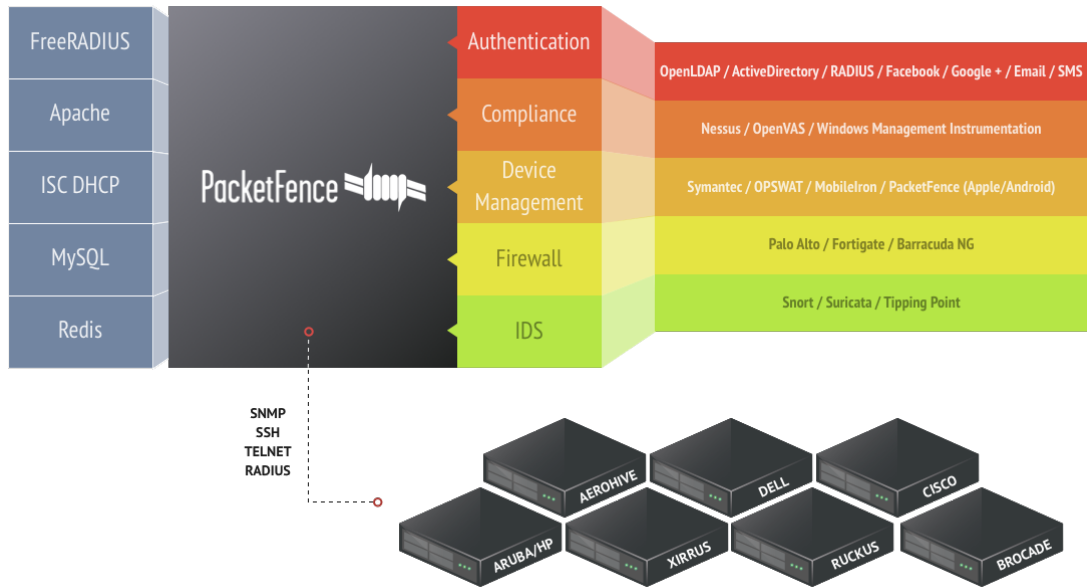 FreeRADIUS
Apache
ISC DHCP
MySQL
Redis
PacketFence
Authentication
Compliance
Device
Management
Firewall
IDS
OpenLDAP / ActiveDirectory / RADIUS / Facebook / Google + / Email / SMS
Nessus / OpenVAS / Windows Management Instrumentation
Symantec / OPSWAT / MobileIron / PacketFence (Apple/Android)
Palo Alto / Fortigate / Barracuda NG
Snort / Suricata / Tipping Point
SNMP
SSH
TELNET
RADIUS
AEROHIVE
DELL
CISCO
ARUBA/HP
XIRRUS
RUCKUS
BROCADE